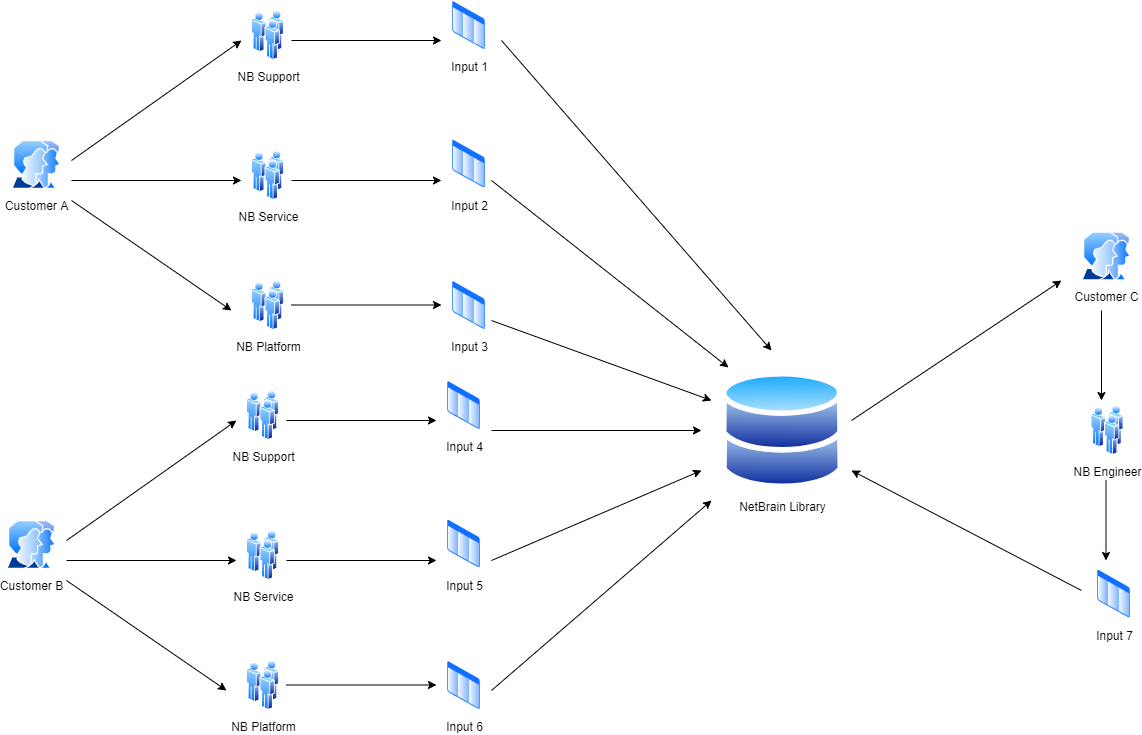 NB Support
Input 1
Customer A
NB Service
Input 2
NB Platform
Input 3
NB Support
Input 4
Customer B
NB Service
Input 5
NB Platform
Input 6
NetBrain Library
Customer C
NB Engineer
Input 7